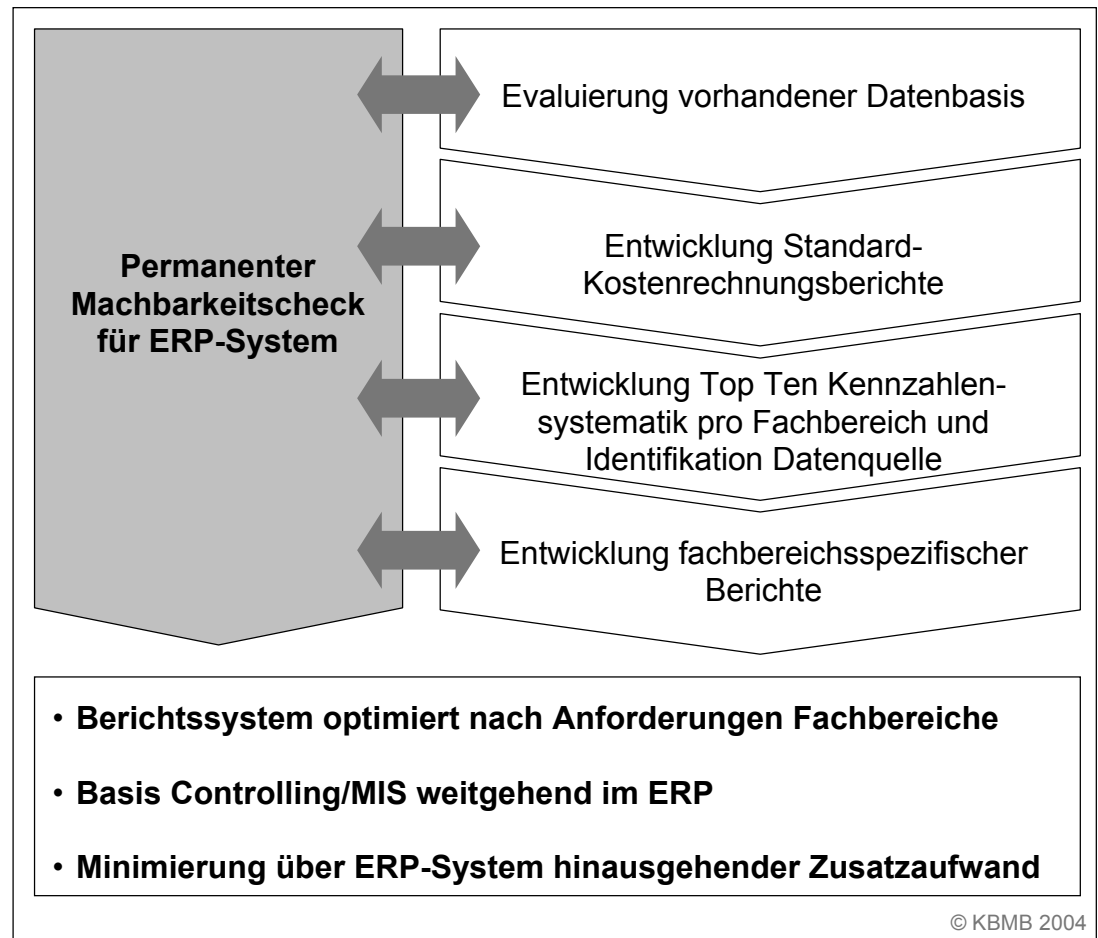 Permanenter
Machbarkeitscheck
für ERP-System
Evaluierung vorhandener Datenbasis
Entwicklung Standard-
Kostenrechnungsberichte
Entwicklung Top Ten Kennzahlen-
systematik pro Fachbereich und
Identifikation Datenquelle
Entwicklung fachbereichsspezifischer
Berichte
• Berichtssystem optimiert nach Anforderungen Fachbereiche
• Basis Controlling/MIS weitgehend im ERP
• Minimierung über ERP-System hinausgehender Zusatzaufwand
© KBMB 2004